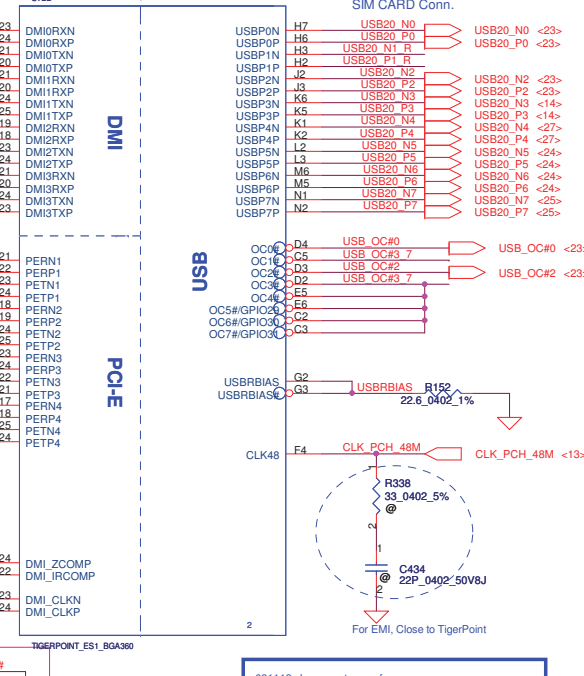 SIM CARD Conn.
DMI0RXN
DMI0RXP
DMI0TXN
DMI0TXP
DMI1RXN
DMI1RXP
DMI1TXN
DMI1TXP
DMI2RXN
DMI2RXP
DMI2TXN
DMI2TXP
DMI3RXN
DMI3RXP
DMI3TXN
DMI3TXP
DMI
PERN1
PERP1
PETN1
PETP1
PERN2
PERP2
PETN2
PETP2
PERN3
PERP3
PETN3
PETP3
PERN4
PERP4
PETN4
PETP4
PCI-E
DMI_ZCOMP
DMI_IRCOMP
DMI_CLKN
DMI_CLKP
USB
USBP0N H7 USB20_N0 USB20_N0 <23>
USBP0P H6 USB20_P0 USB20_P0 <23>
USBP1N H3 USB20_N1_R
USBP1P H2 USB20_P1_R
USBP2N J2 USB20_N2 USB20_N2 <23>
USBP2P J3 USB20_P2 USB20_P2 <23>
USBP3N K6 USB20_N3 USB20_N3 <14>
USBP3P K5 USB20_P3 USB20_P3 <14>
USBP4N K1 USB20_N4 USB20_N4 <27>
USBP4P K2 USB20_P4 USB20_P4 <27>
USBP5N L2 USB20_N5 USB20_N5 <24>
USBP5P L3 USB20_P5 USB20_P5 <24>
USBP6N M6 USB20_N6 USB20_N6 <24>
USBP6P M5 USB20_P6 USB20_P6 <24>
USBP7N N1 USB20_N7 USB20_N7 <25>
USBP7P N2 USB20_P7 USB20_P7 <25>
OC0# D4 USB_OC#0 USB_OC#0 <23>
OC1# C5 USB_OC#3_7
OC2# D3 USB_OC#2 USB_OC#2 <23>
OC3# D2 USB_OC#3_7
OC4# E5
OC5#/GPIO29 E6
OC6#/GPIO30 C2
OC7#/GPIO31 C3
USBRBIAS G2
USBRBIAS# G3 USBRBIAS R152
22.6_0402_1%
CLK48 F4 CLK_PCH_48M CLK_PCH_48M <13>
1
R338
33_0402_5%
@
2
1
C434
@ 22P_0402_50V8J
2
For EMI, Close to TigerPoint
2
TIGERPOINT_ES1_BGA360